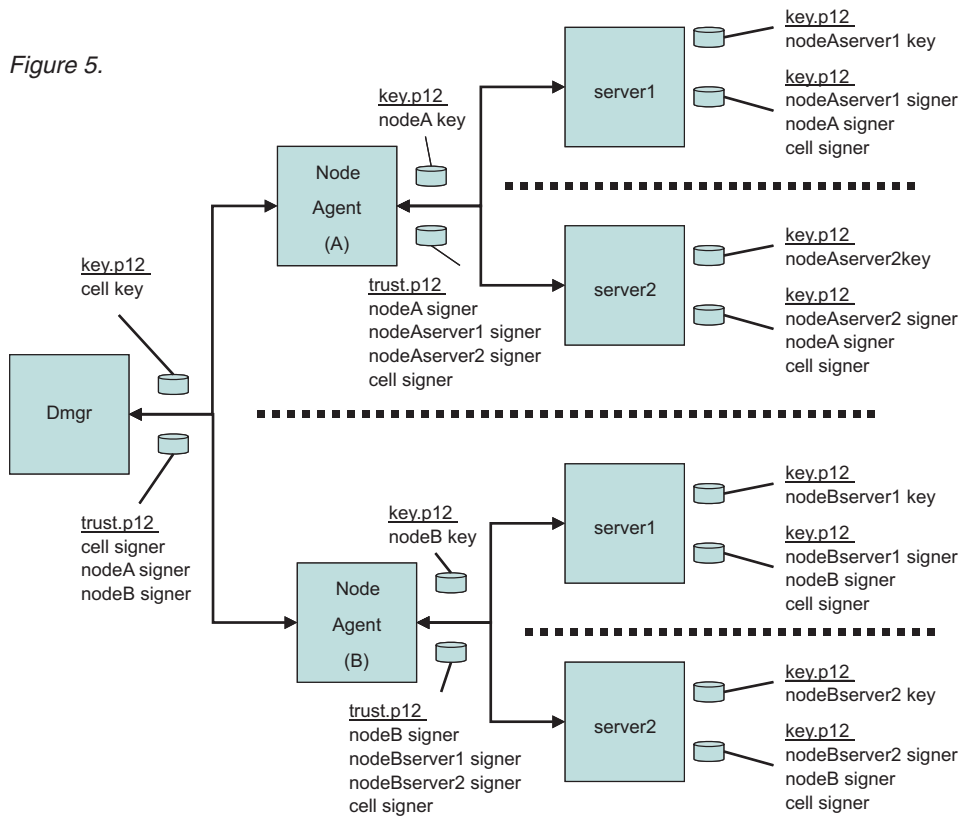 Figure 5.
key.p12
cell key
Dmgr
trust.p12
cell signer
nodeA signer
nodeB signer
key.p12
nodeA key
Node
Agent
(A)
trust.p12
nodeA signer
nodeAserver1 signer
nodeAserver2 signer
cell signer
server1
key.p12
nodeAserver1 key
key.p12
nodeAserver1 signer
nodeA signer
cell signer
server2
key.p12
nodeAserver2key
key.p12
nodeAserver2 signer
nodeA signer
cell signer
key.p12
nodeB key
Node
Agent
(B)
trust.p12
nodeB signer
nodeBserver1 signer
nodeBserver2 signer
cell signer
server1
key.p12
nodeBserver1 key
key.p12
nodeBserver1 signer
nodeB signer
cell signer
server2
key.p12
nodeBserver2 key
key.p12
nodeBserver2 signer
nodeB signer
cell signer